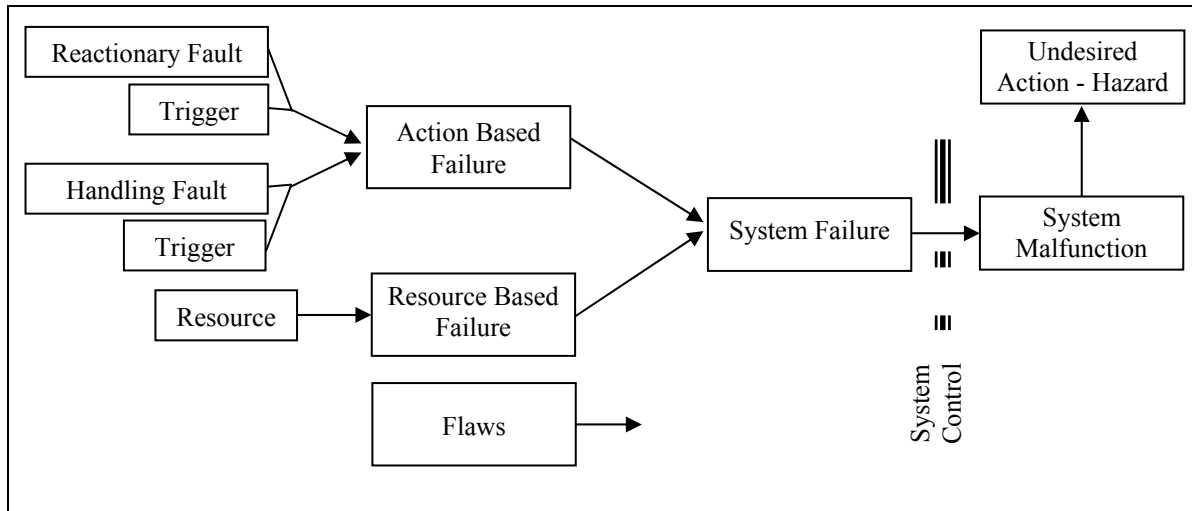 Reactionary Fault
Trigger
Handling Fault
Trigger
Resource
Action Based
Failure
Resource Based
Failure
Flaws
System Failure
System
Control
System
Malfunction
Undesired
Action - Hazard